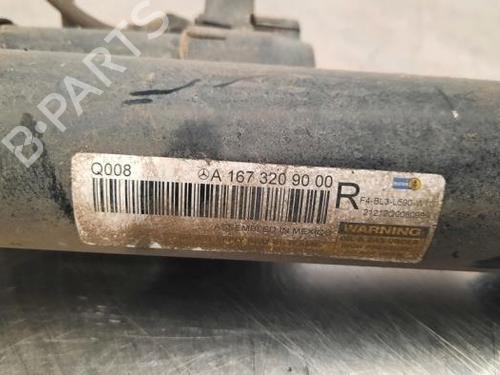 B-PARTS
Q008 A 167 320 90 00
R
ASSEMBLED IN MEXICO
WARNING